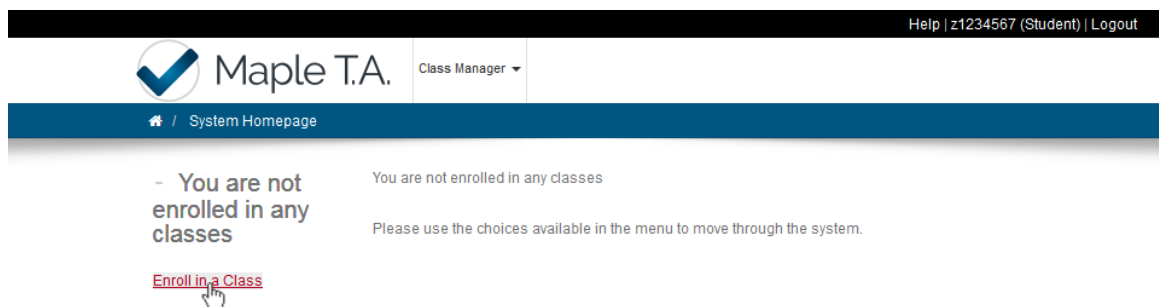 Help | z1234567 (Student) | Logout
Maple T.A.
Class Manager
/ System Homepage
- You are not
enrolled in any
classes
You are not enrolled in any classes
Please use the choices available in the menu to move through the system.
Enroll in a Class